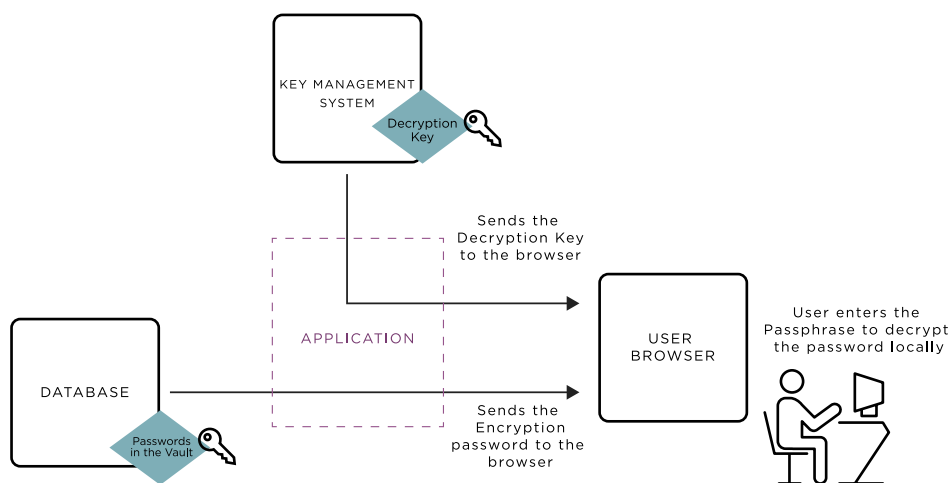 KEY MANAGEMENT
SYSTEM
Decryption
Key
Sends the
Decryption Key
to the browser
APPLICATION
USER
BROWSER
User enters the
Passphrase to decrypt
the password locally
DATABASE
Passwords
in the Vault
Sends the
Encryption
password to the
browser